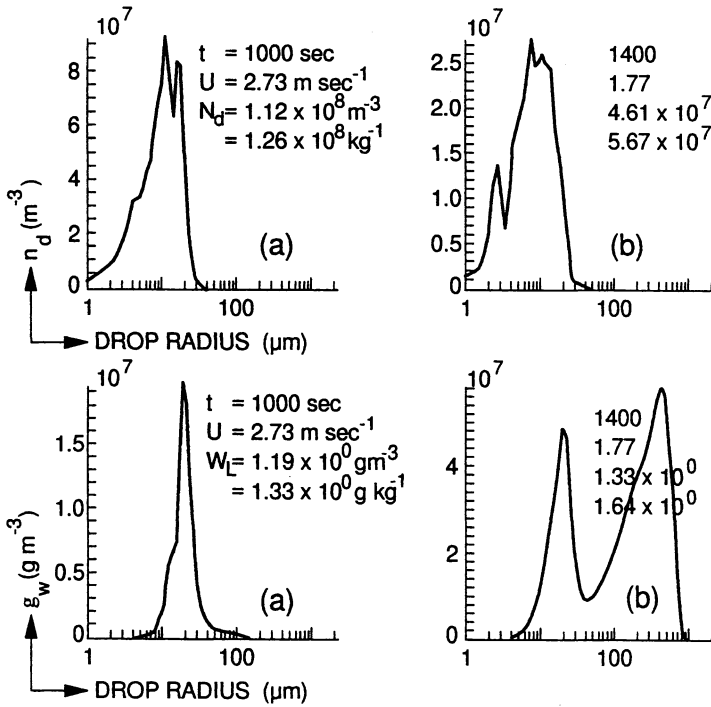 10⁷
t = 1000 sec
U = 2.73 m sec⁻¹
N_d = 1.12 x 10⁸ m⁻³
= 1.26 x 10⁸ kg⁻¹
8
6
4
2
0
n_d (m⁻³)
(a)
1
100
DROP RADIUS (µm)
10⁷
1400
1.77
4.61 x 10⁷
5.67 x 10⁷
2.5
2.0
1.5
1.0
0.5
0
(b)
1
100
10⁷
t = 1000 sec
U = 2.73 m sec⁻¹
W_L = 1.19 x 10⁰ gm⁻³
= 1.33 x 10⁰ g kg⁻¹
1.5
1.0
0.5
0
g_w (g m⁻³)
(a)
1
100
DROP RADIUS (µm)
10⁷
1400
1.77
1.33 x 10⁰
1.64 x 10⁰
4
2
0
(b)
1
100